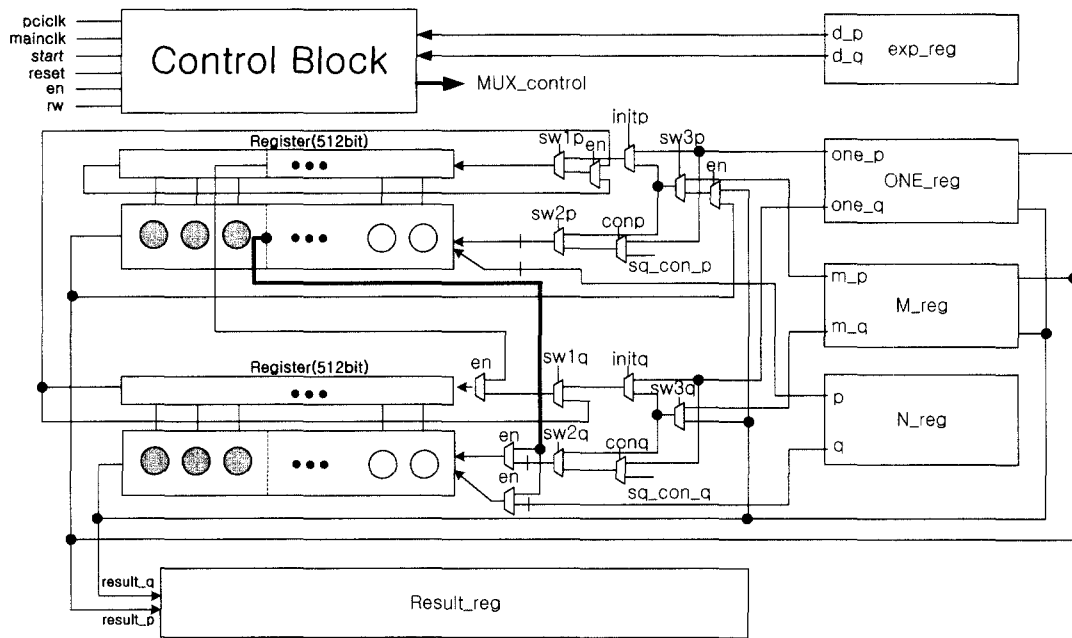 pciclk
mainclk
start
reset
en
rw
Control Block
MUX_control
d_p
d_q
exp_reg
Register(512bit)
sw1p
en
initp
sw3p
en
one_p
ONE_reg
one_q
sw2p
conp
sq_con_p
m_p
M_reg
m_q
Register(512bit)
en
sw1q
initq
sw3q
p
N_reg
q
en
sw2q
conq
en
sq_con_q
result_q
result_p
Result_reg